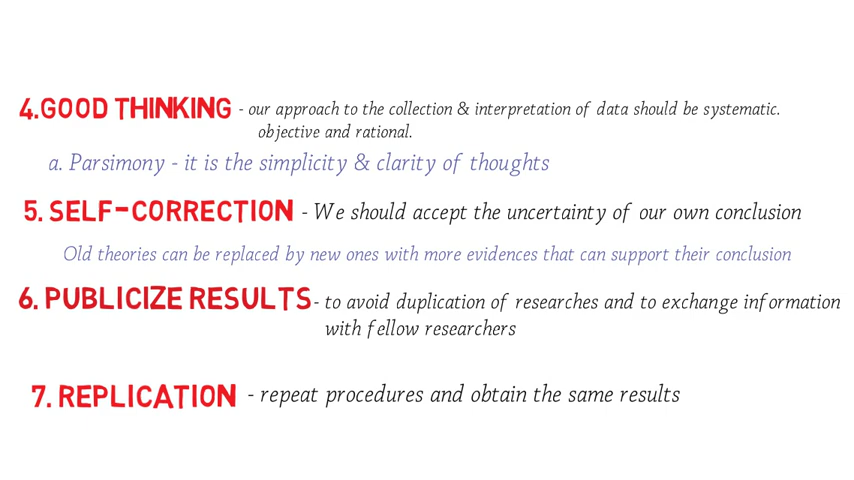 4.GOOD THINKING - our approach to the collection & interpretation of data should be systematic.
objective and rational.
a. Parsimony - it is the simplicity & clarity of thoughts
5. SELF-CORRECTION - We should accept the uncertainty of our own conclusion
Old theories can be replaced by new ones with more evidences that can support their conclusion
6. PUBLICIZE RESULTS - to avoid duplication of researches and to exchange information
with fellow researchers
7. REPLICATION - repeat procedures and obtain the same results